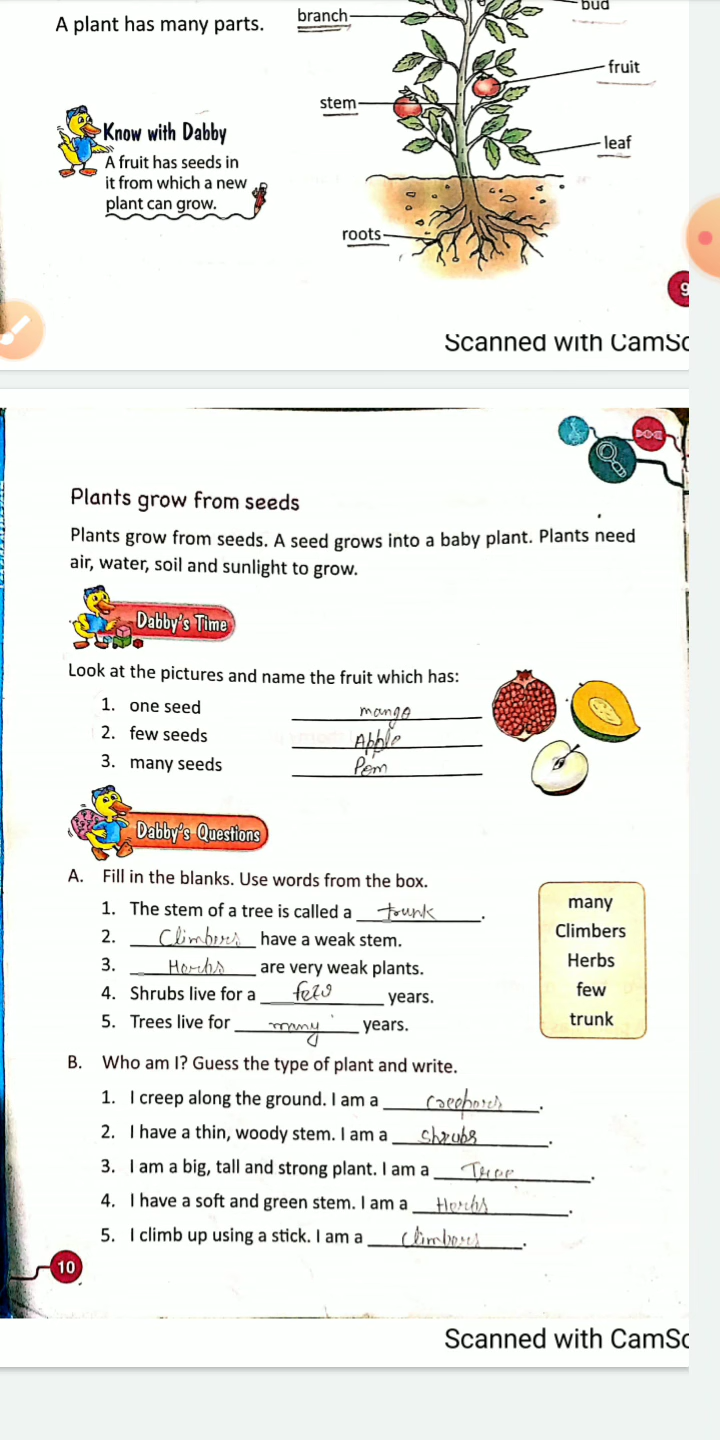 bud
A plant has many parts.
branch
fruit
stem
Know with Dabby
A fruit has seeds in
it from which a new
plant can grow.
leaf
roots
9
Scanned with CamSc
Plants grow from seeds
Plants grow from seeds. A seed grows into a baby plant. Plants need
air, water, soil and sunlight to grow.
Dabby's Time
Look at the pictures and name the fruit which has:
1. one seed mango
2. few seeds Apple
3. many seeds Pom
Dabby's Questions
A. Fill in the blanks. Use words from the box.
1. The stem of a tree is called a trunk.
2. Climbers have a weak stem.
3. Herbs are very weak plants.
4. Shrubs live for a few years.
5. Trees live for many years.
many
Climbers
Herbs
few
trunk
B. Who am I? Guess the type of plant and write.
1. I creep along the ground. I am a .
2. I have a thin, woody stem. I am a shrubs.
3. I am a big, tall and strong plant. I am a Tree.
4. I have a soft and green stem. I am a Herbs.
5. I climb up using a stick. I am a Climbers.
10
Scanned with CamSc